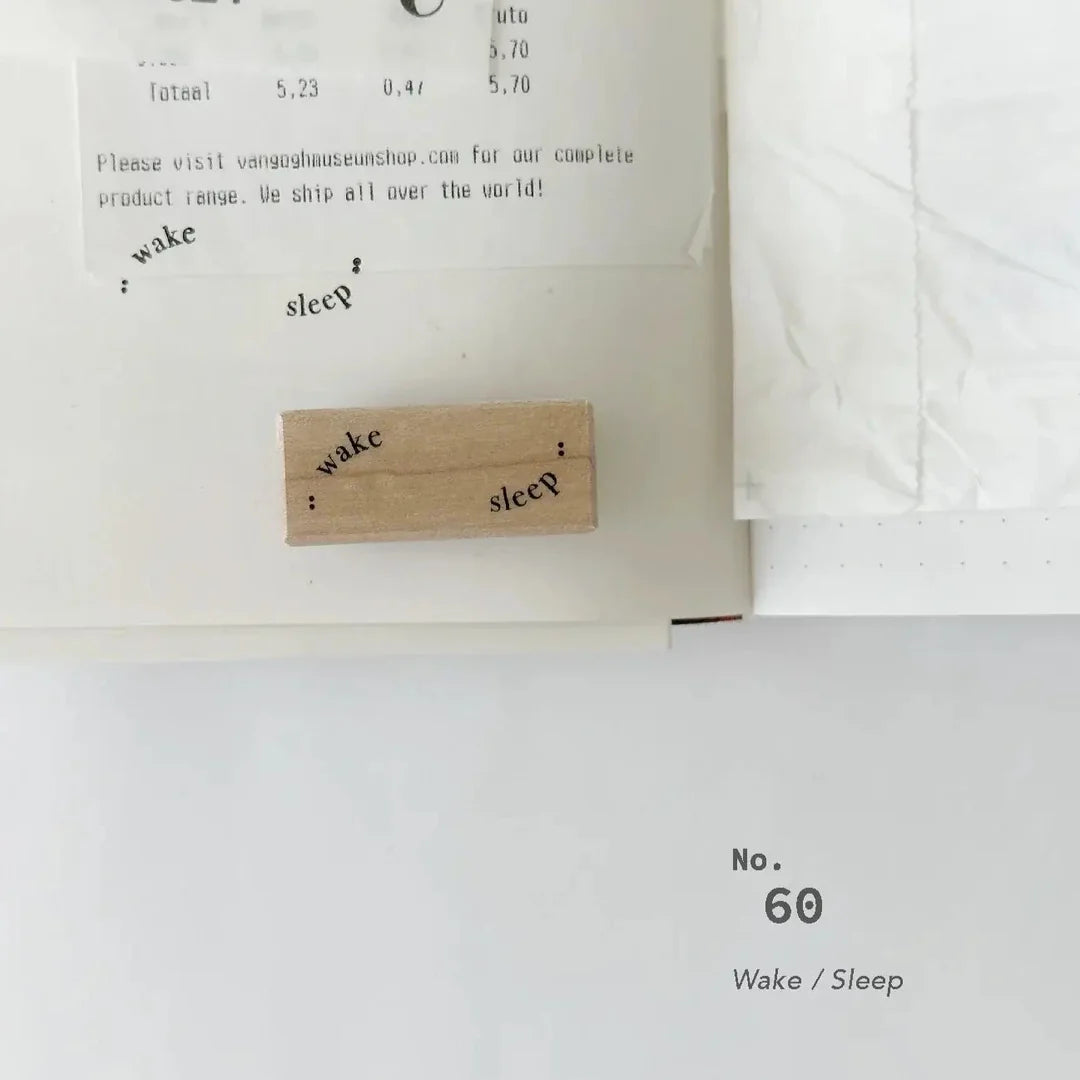 uto
5,70
Totaal 5,23 0,47 5,70
Please visit vangoghmuseumshop.com for our complete
product range. We ship all over the world!
wake
:
:
sleep
wake
:
:
sleep
No.
60
Wake / Sleep